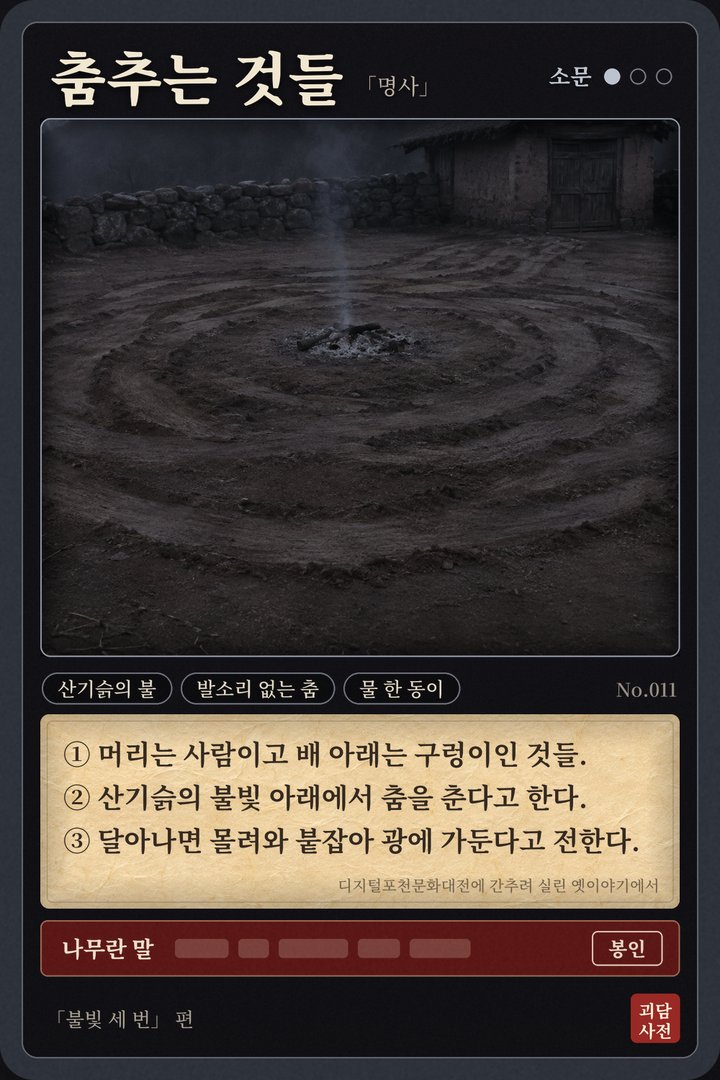 춤추는 것들 「명사」 소문
산기슭의 불 발소리 없는 춤 물 한 동이 No.011
① 머리는 사람이고 배 아래는 구렁이인 것들.
② 산기슭의 불빛 아래에서 춤을 춘다고 한다.
③ 달아나면 몰려와 붙잡아 광에 가둔다고 전한다.
디지털포천문화대전에 간추려 실린 옛이야기에서
나무란 말 봉인
「불빛 세 번」 편
괴담
사전